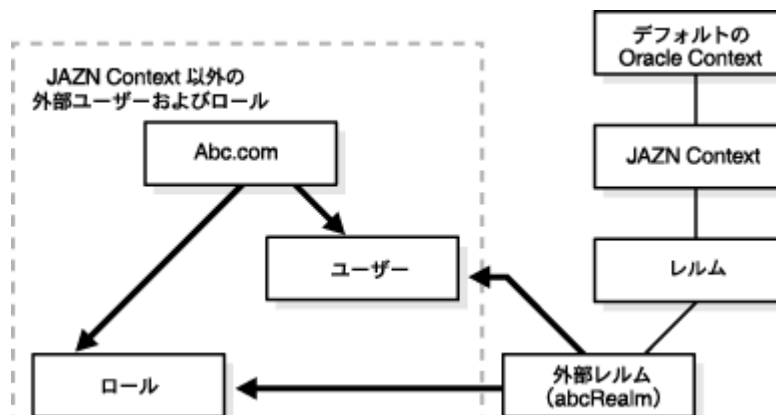 デフォルトの
Oracle Context
JAZN Context 以外の
外部ユーザーおよびロール
Abc.com
JAZN Context
ユーザー
レルム
ロール
外部レルム
（abcRealm）